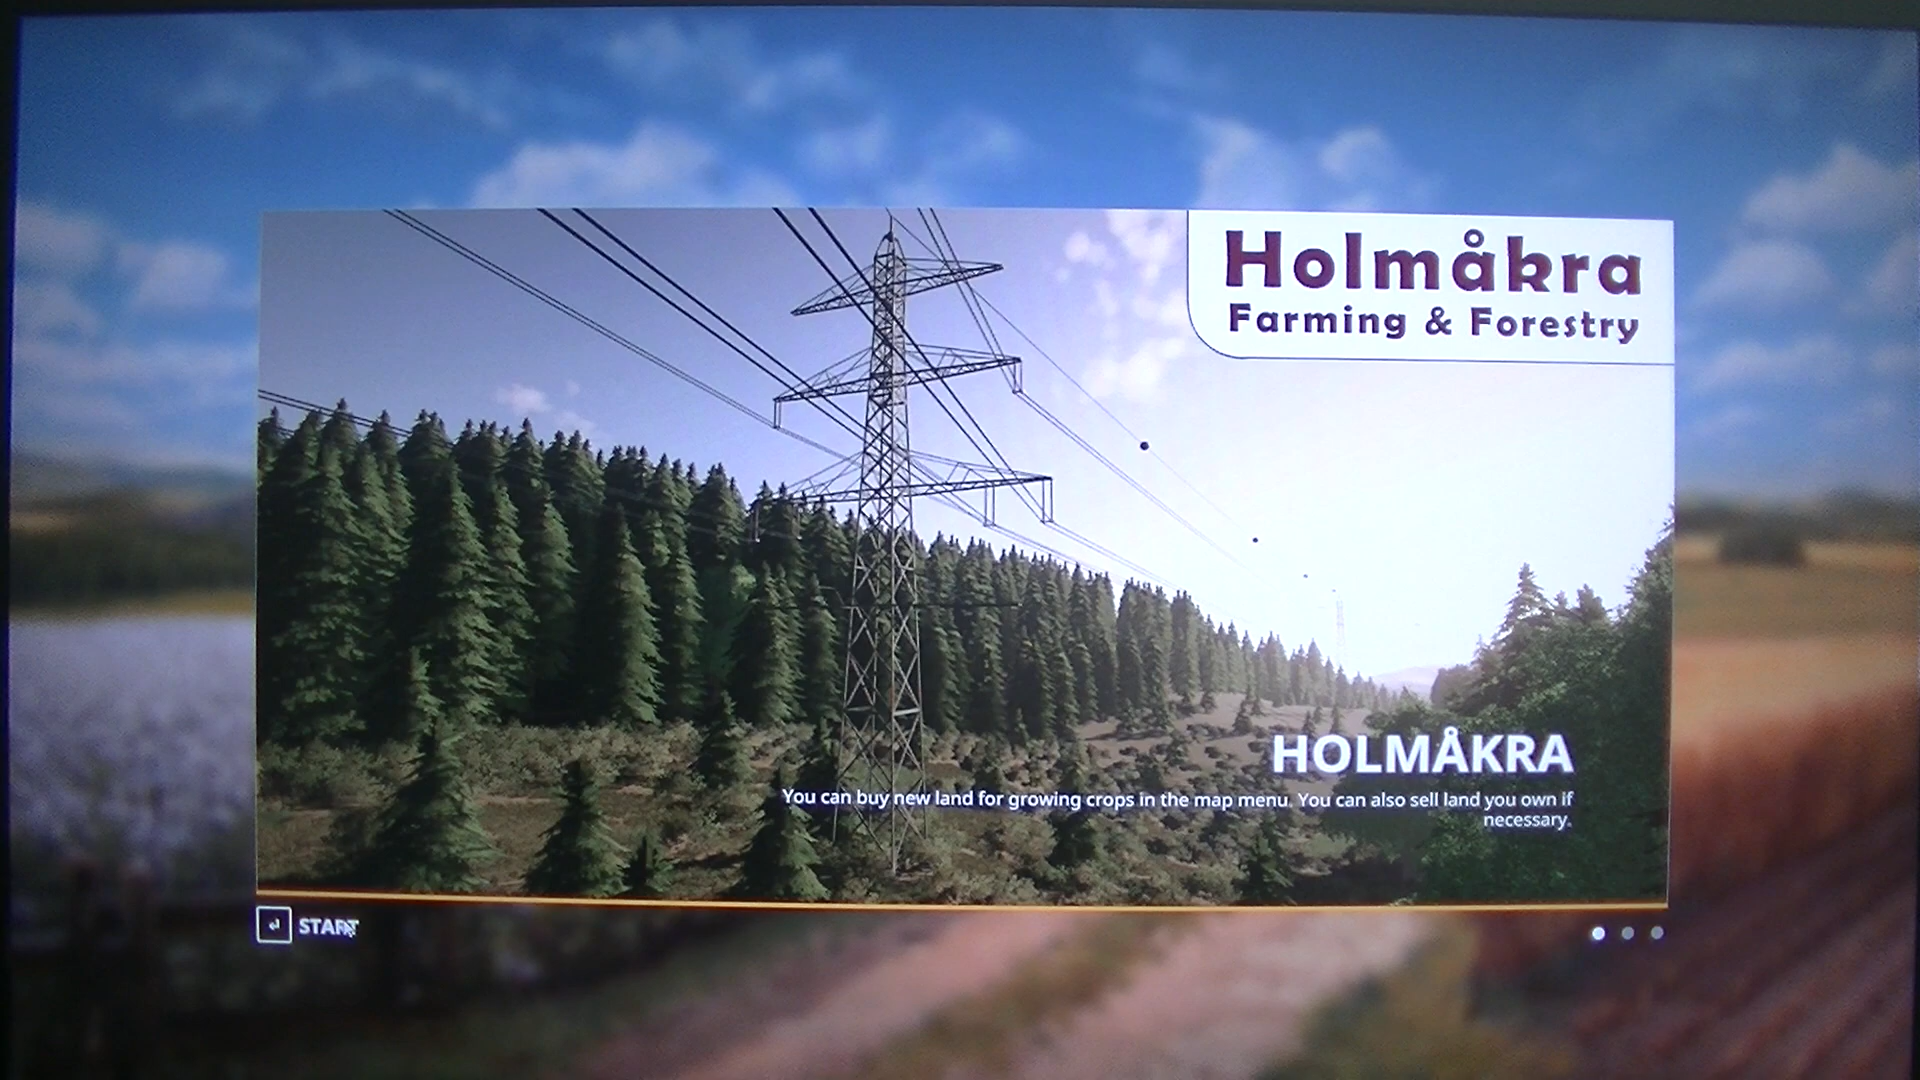 Holmåkra
Farming & Forestry
HOLMÅKRA
You can buy new land for growing crops in the map menu. You can also sell land you own if
necessary.
START